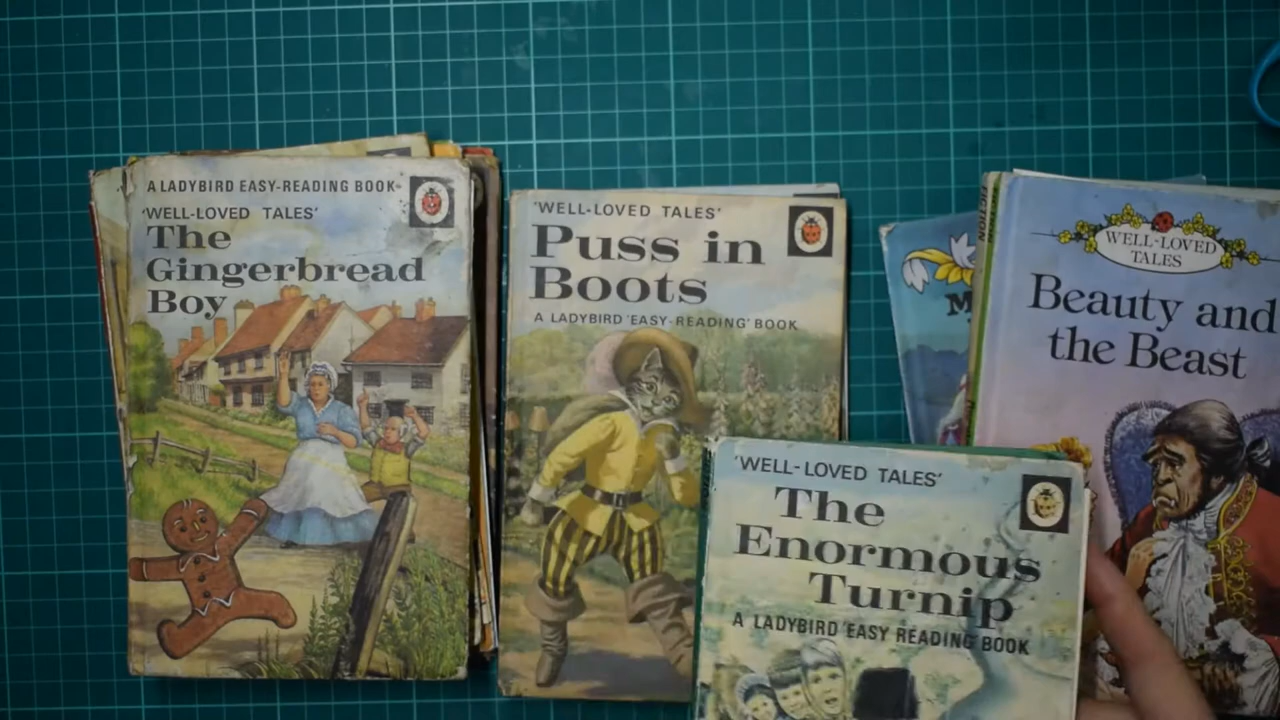 A LADYBIRD EASY-READING BOOK
'WELL-LOVED TALES'
The
Gingerbread
Boy
'WELL-LOVED TALES'
Puss in
Boots
A LADYBIRD 'EASY-READING' BOOK
'WELL-LOVED TALES'
The
Enormous
Turnip
A LADYBIRD 'EASY READING' BOOK
M
WELL-LOVED
TALES
Beauty and
the Beast